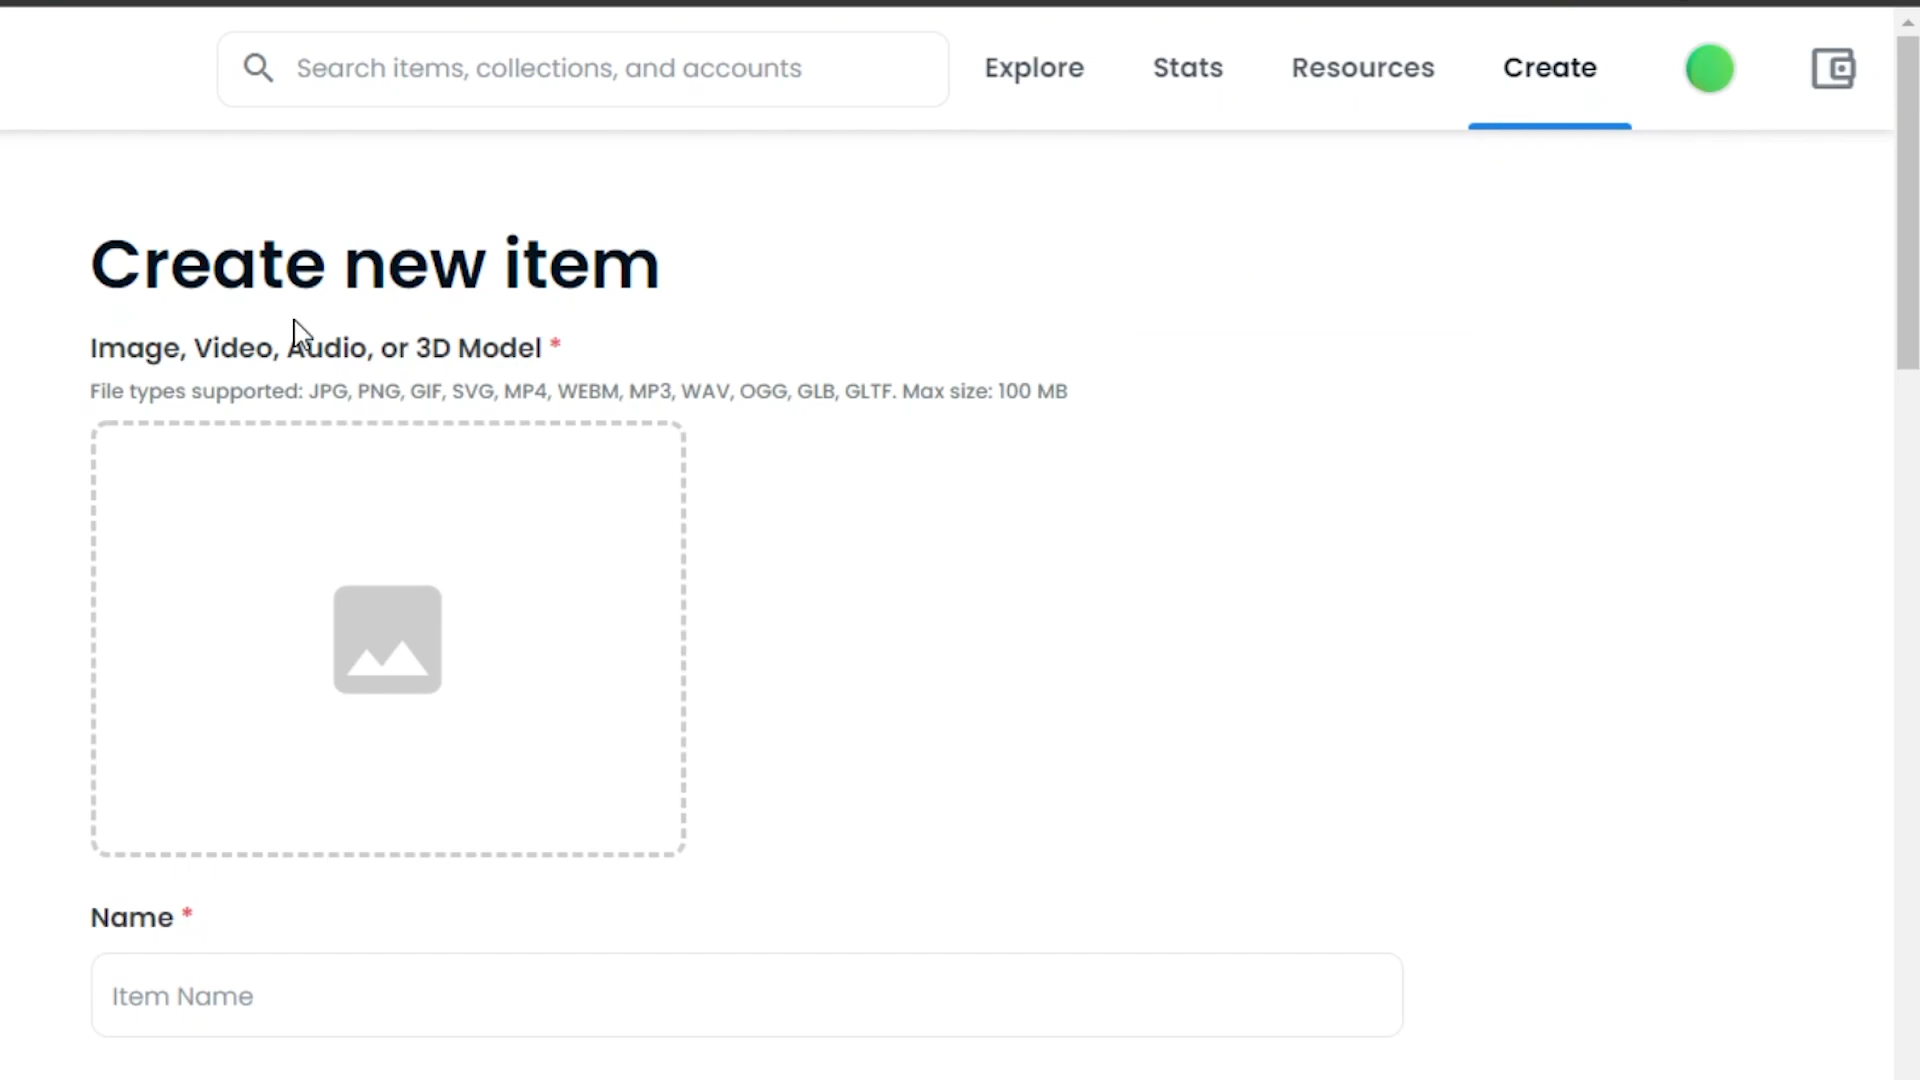 Search items, collections, and accounts
Explore
Stats
Resources
Create
Create new item
Image, Video, Audio, or 3D Model *
File types supported: JPG, PNG, GIF, SVG, MP4, WEBM, MP3, WAV, OGG, GLB, GLTF. Max size: 100 MB
Name *
Item Name